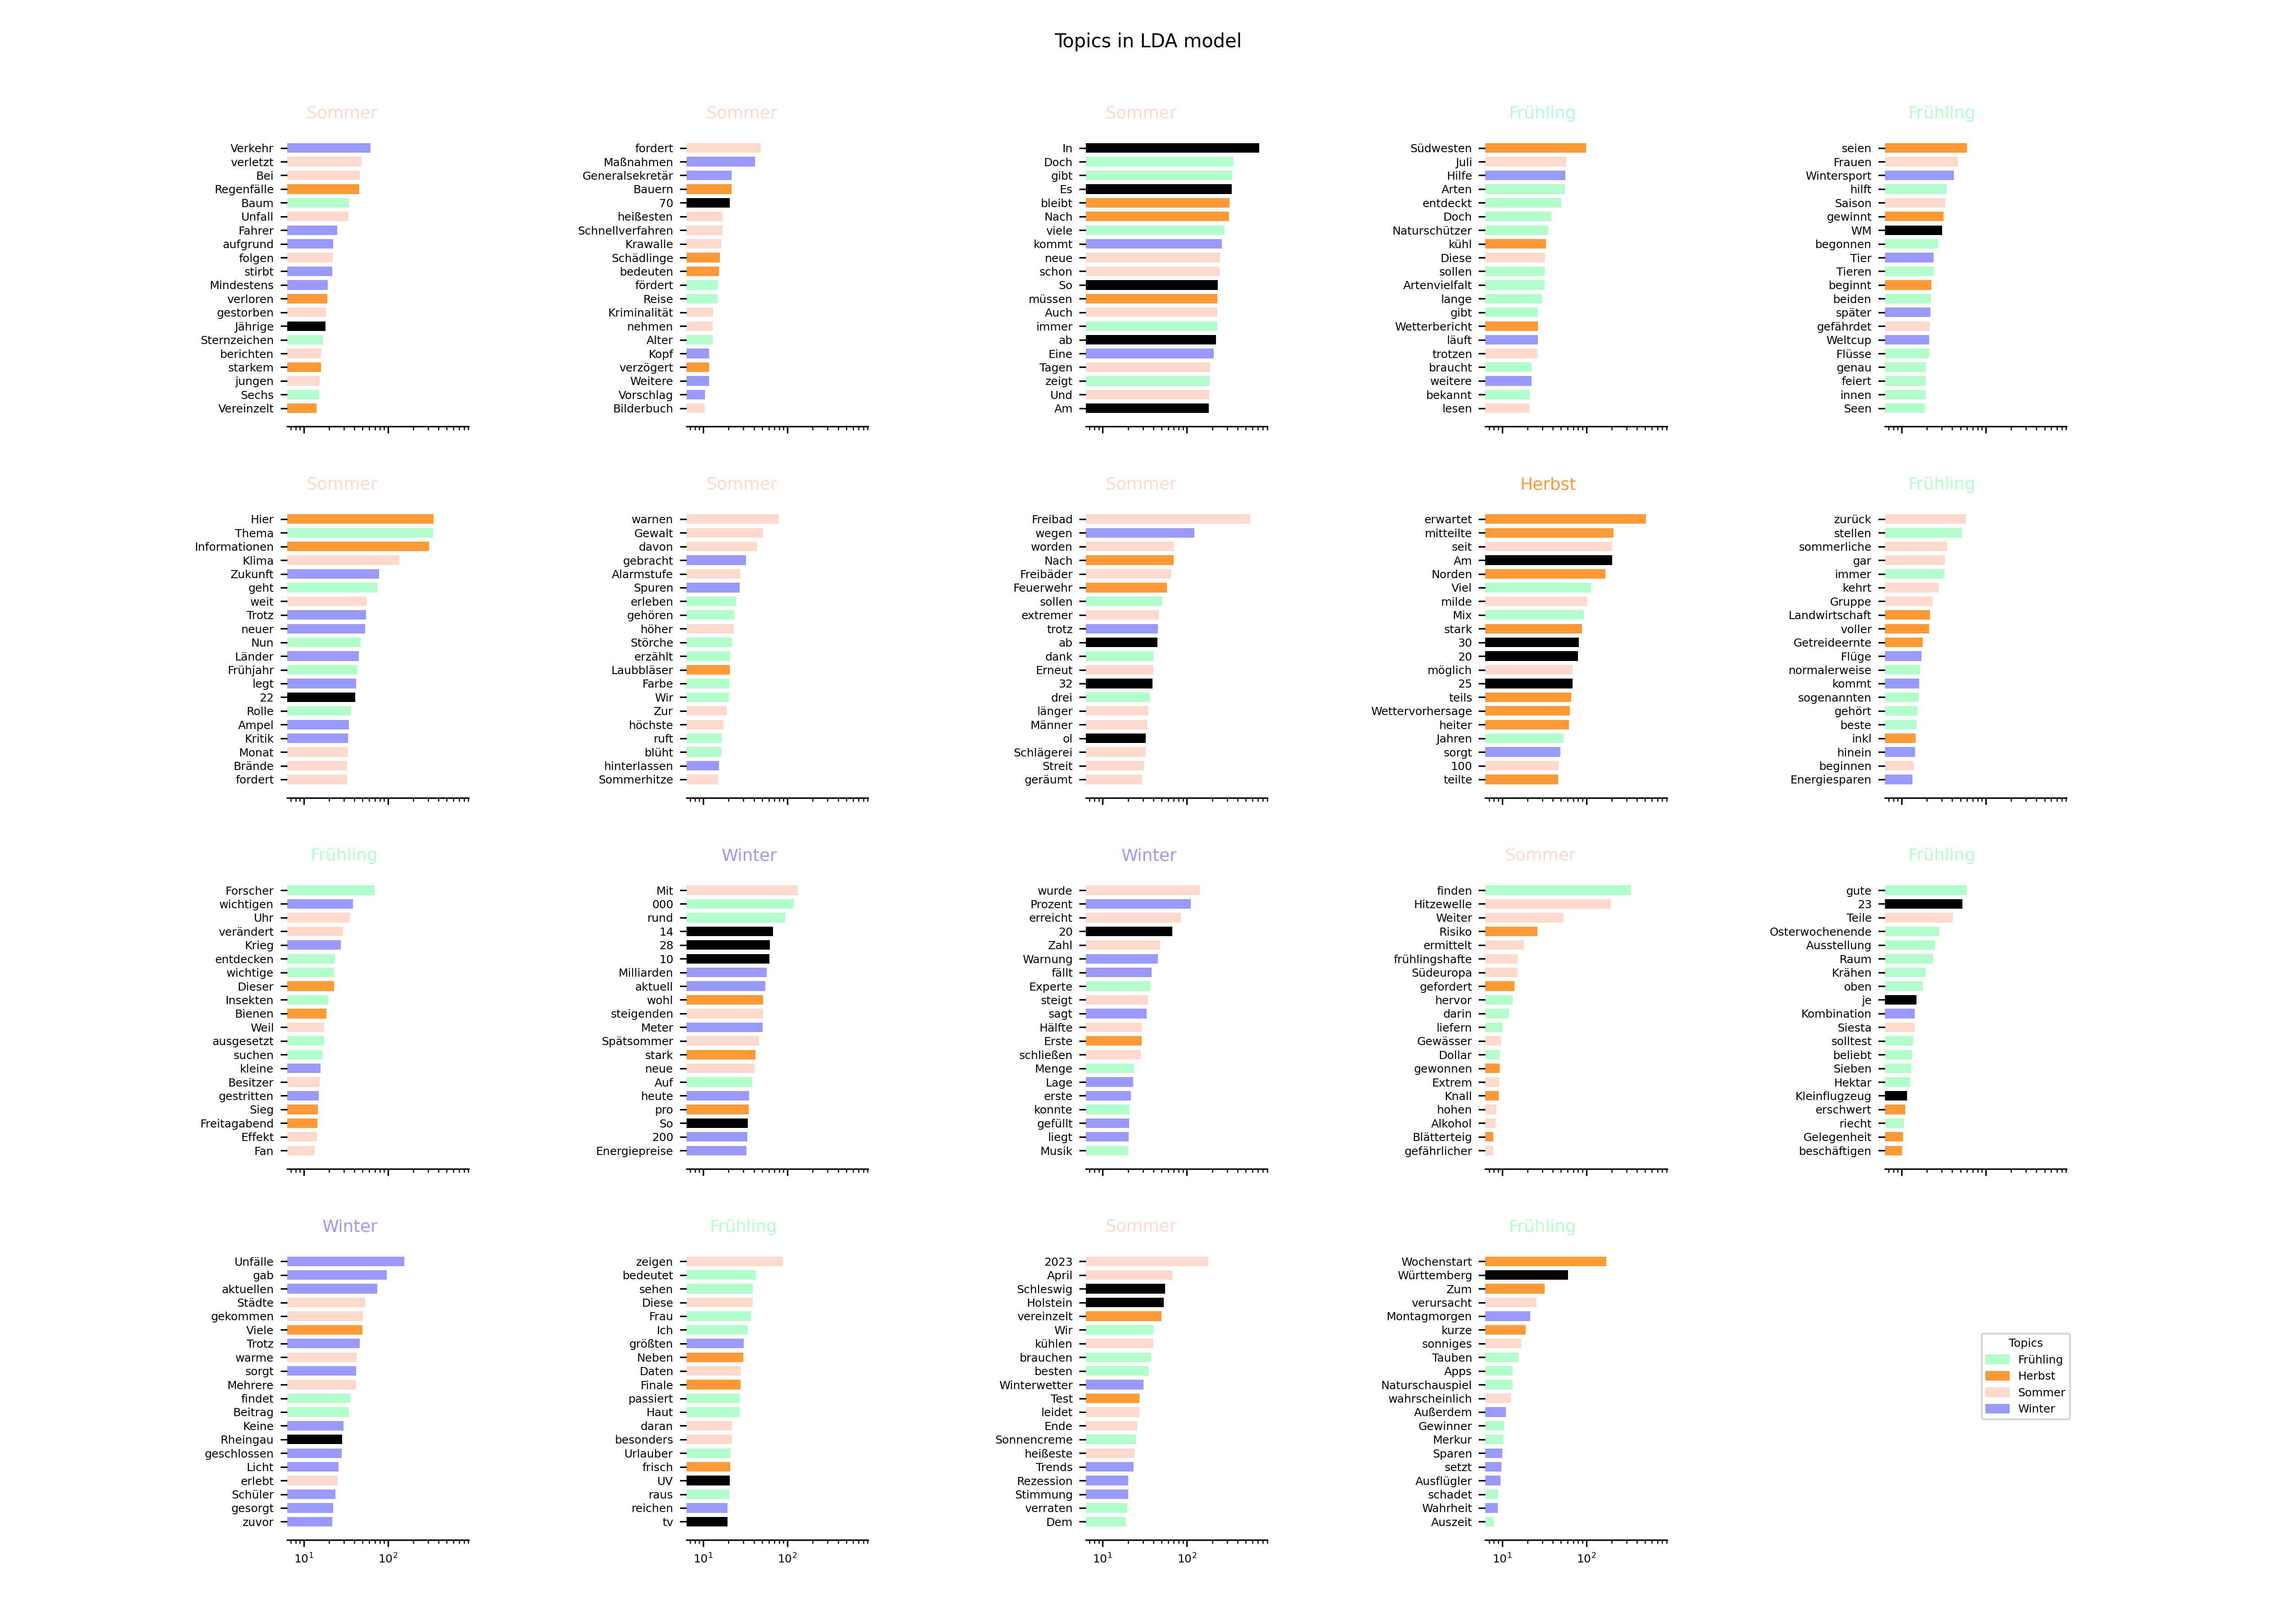 Topics in LDA model
Sommer
Verkehr
verletzt
Bei
Regenfälle
Baum
Unfall
Fahrer
aufgrund
folgen
stirbt
Mindestens
verloren
gestorben
Jährige
Sternzeichen
berichten
starkem
jungen
Sechs
Vereinzelt
Sommer
fordert
Maßnahmen
Generalsekretär
Bauern
70
heißesten
Schnellverfahren
Krawalle
Schädlinge
bedeuten
fördert
Reise
Kriminalität
nehmen
Alter
Kopf
verzögert
Weitere
Vorschlag
Bilderbuch
Sommer
In
Doch
gibt
Es
bleibt
Nach
viele
kommt
neue
schon
So
müssen
Auch
immer
ab
Eine
Tagen
zeigt
Und
Am
Frühling
Südwesten
Juli
Hilfe
Arten
entdeckt
Doch
Naturschützer
kühl
Diese
sollen
Artenvielfalt
lange
gibt
Wetterbericht
läuft
trotzen
braucht
weitere
bekannt
lesen
Frühling
seien
Frauen
Wintersport
hilft
Saison
gewinnt
WM
begonnen
Tier
Tieren
beginnt
beiden
später
gefährdet
Weltcup
Flüsse
genau
feiert
innen
Seen
Sommer
Hier
Thema
Informationen
Klima
Zukunft
geht
weit
Trotz
neuer
Nun
Länder
Frühjahr
legt
22
Rolle
Ampel
Kritik
Monat
Brände
fordert
Sommer
warnen
Gewalt
davon
gebracht
Alarmstufe
Spuren
erleben
gehören
höher
Störche
erzählt
Laubbläser
Farbe
Wir
Zur
höchste
ruft
blüht
hinterlassen
Sommerhitze
Sommer
Freibad
wegen
worden
Nach
Freibäder
Feuerwehr
sollen
extremer
trotz
ab
dank
Erneut
32
drei
länger
Männer
ol
Schlägerei
Streit
geräumt
Herbst
erwartet
mitteilte
seit
Am
Norden
Viel
milde
Mix
stark
30
20
möglich
25
teils
Wettervorhersage
heiter
Jahren
sorgt
100
teilte
Frühling
zurück
stellen
sommerliche
gar
immer
kehrt
Gruppe
Landwirtschaft
voller
Getreideernte
Flüge
normalerweise
kommt
sogenannten
gehört
beste
inkl
hinein
beginnen
Energiesparen
Frühling
Forscher
wichtigen
Uhr
verändert
Krieg
entdecken
wichtige
Dieser
Insekten
Bienen
Weil
ausgesetzt
suchen
kleine
Besitzer
gestritten
Sieg
Freitagabend
Effekt
Fan
Winter
Mit
000
rund
14
28
10
Milliarden
aktuell
wohl
steigenden
Meter
Spätsommer
stark
neue
Auf
heute
pro
So
200
Energiepreise
Winter
wurde
Prozent
erreicht
20
Zahl
Warnung
fällt
Experte
steigt
sagt
Hälfte
Erste
schließen
Menge
Lage
erste
konnte
gefüllt
liegt
Musik
Sommer
finden
Hitzewelle
Weiter
Risiko
ermittelt
frühlingshafte
Südeuropa
gefordert
hervor
darin
liefern
Gewässer
Dollar
gewonnen
Extrem
Knall
hohen
Alkohol
Blätterteig
gefährlicher
Frühling
gute
23
Teile
Osterwochenende
Ausstellung
Raum
Krähen
oben
je
Kombination
Siesta
solltest
beliebt
Sieben
Hektar
Kleinflugzeug
erschwert
riecht
Gelegenheit
beschäftigen
Winter
Unfälle
gab
aktuellen
Städte
gekommen
Viele
Trotz
warme
sorgt
Mehrere
findet
Beitrag
Keine
Rheingau
geschlossen
Licht
erlebt
Schüler
gesorgt
zuvor
10¹ 10²
Frühling
zeigen
bedeutet
sehen
Diese
Frau
Ich
größten
Neben
Daten
Finale
passiert
Haut
daran
besonders
Urlauber
frisch
UV
raus
reichen
tv
10¹ 10²
Sommer
2023
April
Schleswig
Holstein
vereinzelt
Wir
kühlen
brauchen
besten
Winterwetter
Test
leidet
Ende
Sonnencreme
heißeste
Trends
Rezession
Stimmung
verraten
Dem
10¹ 10²
Frühling
Wochenstart
Württemberg
Zum
verursacht
Montagmorgen
kurze
sonniges
Tauben
Apps
Naturschauspiel
wahrscheinlich
Außerdem
Gewinner
Merkur
Sparen
setzt
Ausflügler
schadet
Wahrheit
Auszeit
10¹ 10²
Topics
Frühling
Herbst
Sommer
Winter